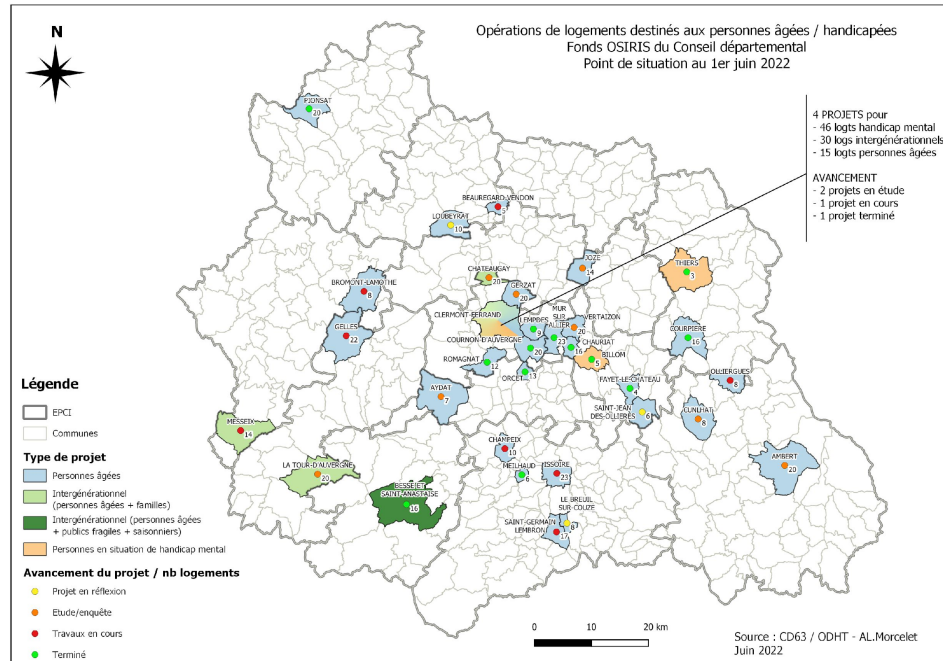 Opérations de logements destinés aux personnes âgées / handicapées
Fonds OSIRIS du Conseil départemental
Point de situation au 1er juin 2022
N
4 PROJETS pour
- 46 logts handicap mental
- 30 logs intergénérationnels
- 15 logts personnes âgées
AVANCEMENT
- 2 projets en étude
- 1 projet en cours
- 1 projet terminé
PIONSAT
20
BEAUREGARD-VENDON
5
LOUBEYRAT
10
CHATEAUGAY
20
JOZE
14
THIERS
3
BROMONT-LAMOTHE
8
GERZAT
20
CLERMONT-FERRAND
LEMPDES
9
MUR
SUR
ALLIER
23
VERTAIZON
20
GELLES
22
COURNON-D'AUVERGNE
20
CHAURIAT
16
BILLOM
5
COURPIERE
16
ROMAGNAT
12
ORCET
13
OLLIERGUES
8
AYDAT
7
FAYET-LE-CHATEAU
4
SAINT-JEAN
DES-OLLIERES
6
CUNLHAT
8
MESSEIX
14
CHAMPEIX
10
AMBERT
20
LA TOUR-D'AUVERGNE
20
MEILHAUD
6
ISSOIRE
23
BESSE ET
SAINT-ANASTAISE
16
LE BREUIL
SUR-COUZE
8
SAINT-GERMAIN
LEMBRON
17
Légende
EPCI
Communes
Type de projet
Personnes âgées
Intergénérationnel
(personnes âgées + familles)
Intergénérationnel (personnes âgées
+ publics fragiles + saisonniers)
Personnes en situation de handicap mental
Avancement du projet / nb logements
Projet en réflexion
Etude/enquête
Travaux en cours
Terminé
0 10 20 km
Source : CD63 / ODHT - AL.Morcelet
Juin 2022